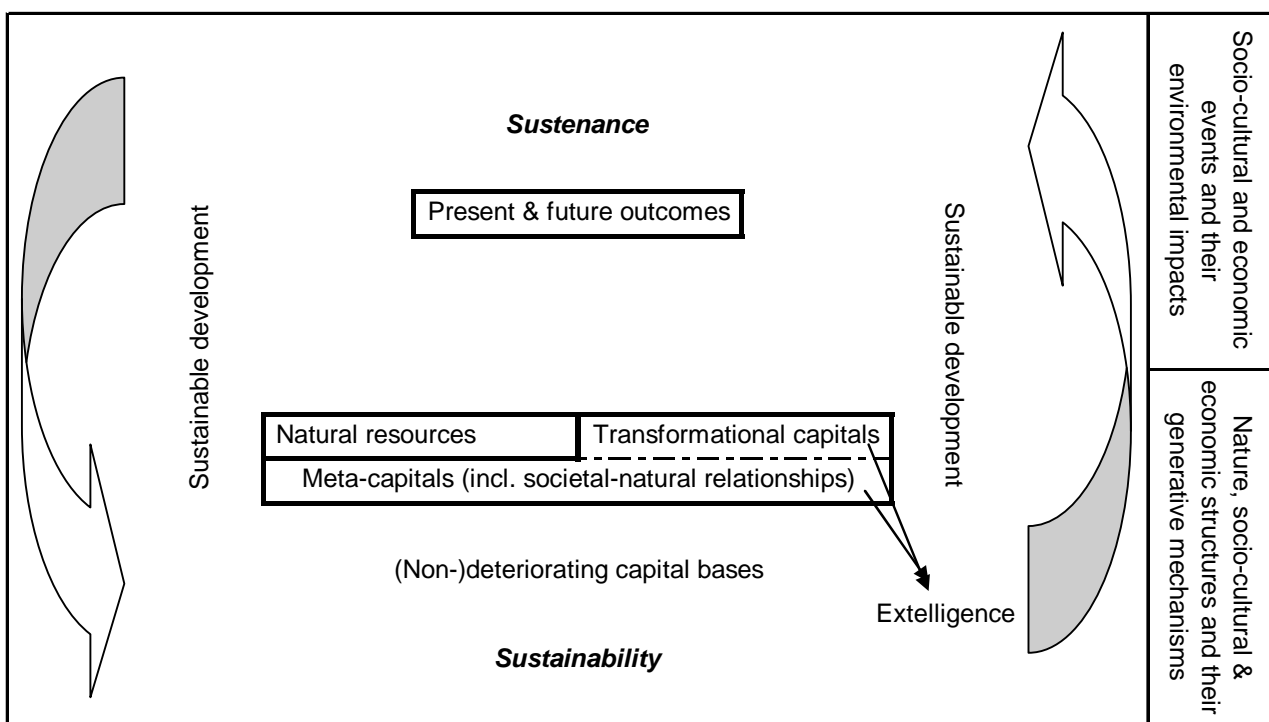 Sustenance
Present & future outcomes
Sustainable development
Sustainable development
Natural resources
Transformational capitals
Meta-capitals (incl. societal-natural relationships)
(Non-)deteriorating capital bases
Extelligence
Sustainability
Socio-cultural and economic
events and their
environmental impacts
Nature, socio-cultural &
economic structures and their
generative mechanisms